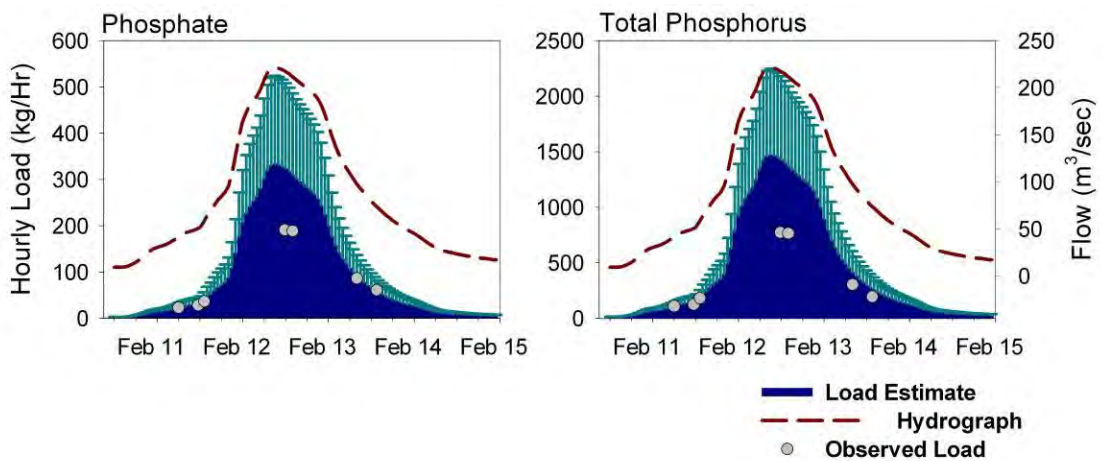 Phosphate
Total Phosphorus
Hourly Load (kg/Hr)
600
500
400
300
200
100
0
Feb 11 Feb 12 Feb 13 Feb 14 Feb 15
2500
2000
1500
1000
500
0
Feb 11 Feb 12 Feb 13 Feb 14 Feb 15
250
200
150
100
50
0
Flow (m³/sec)
Load Estimate
Hydrograph
Observed Load